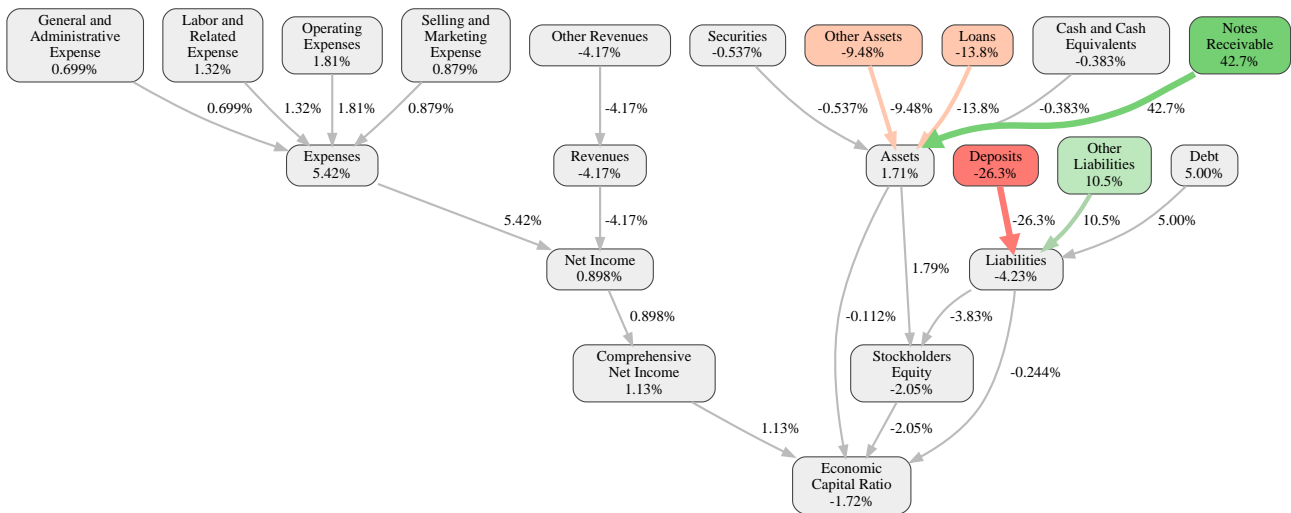 General and
Administrative
Expense
0.699%
Labor and
Related
Expense
1.32%
Operating
Expenses
1.81%
Selling and
Marketing
Expense
0.879%
Other Revenues
-4.17%
Securities
-0.537%
Other Assets
-9.48%
Loans
-13.8%
Cash and Cash
Equivalents
-0.383%
Notes
Receivable
42.7%
0.699%
1.32%
1.81%
0.879%
-4.17%
-0.537%
-9.48%
-13.8%
-0.383%
42.7%
Expenses
5.42%
Revenues
-4.17%
Assets
1.71%
Deposits
-26.3%
Other
Liabilities
10.5%
Debt
5.00%
5.42%
-4.17%
-26.3%
10.5%
5.00%
Net Income
0.898%
1.79%
Liabilities
-4.23%
0.898%
-0.112%
-3.83%
Comprehensive
Net Income
1.13%
Stockholders
Equity
-2.05%
-0.244%
1.13%
-2.05%
Economic
Capital Ratio
-1.72%